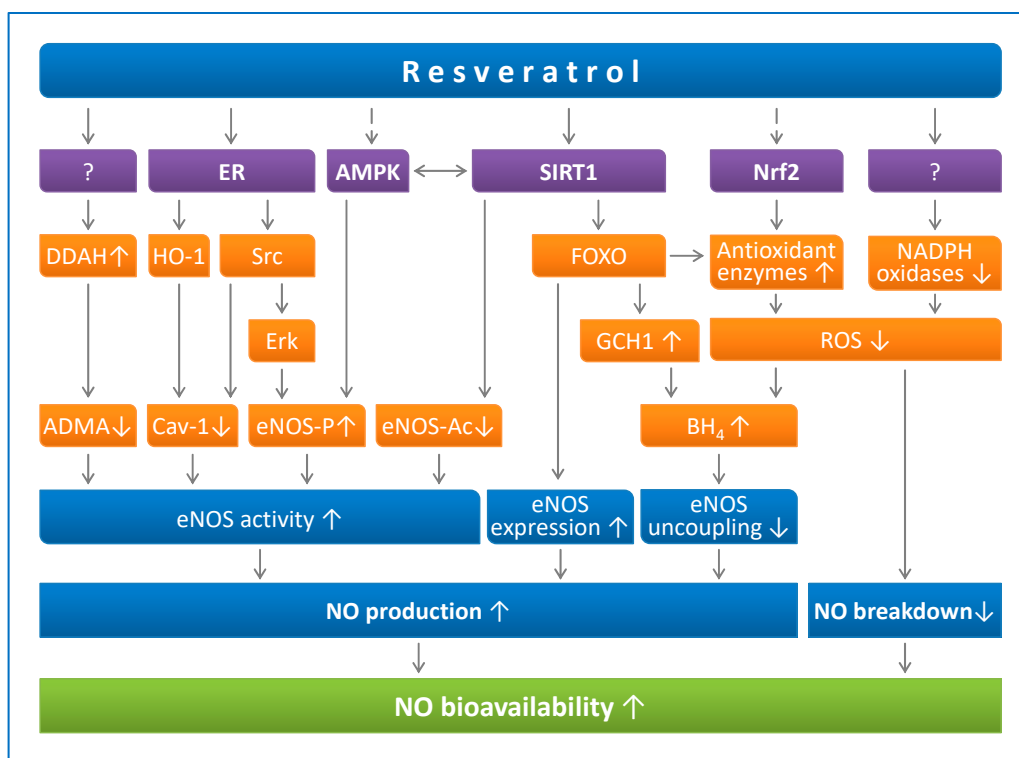 Resveratrol
?
ER
AMPK
SIRT1
Nrf2
?
DDAH↑
HO-1
Src
FOXO
Antioxidant
enzymes ↑
NADPH
oxidases ↓
Erk
GCH1 ↑
ROS ↓
ADMA↓
Cav-1↓
eNOS-P↑
eNOS-Ac↓
BH₄ ↑
eNOS activity ↑
eNOS
expression ↑
eNOS
uncoupling ↓
NO production ↑
NO breakdown↓
NO bioavailability ↑